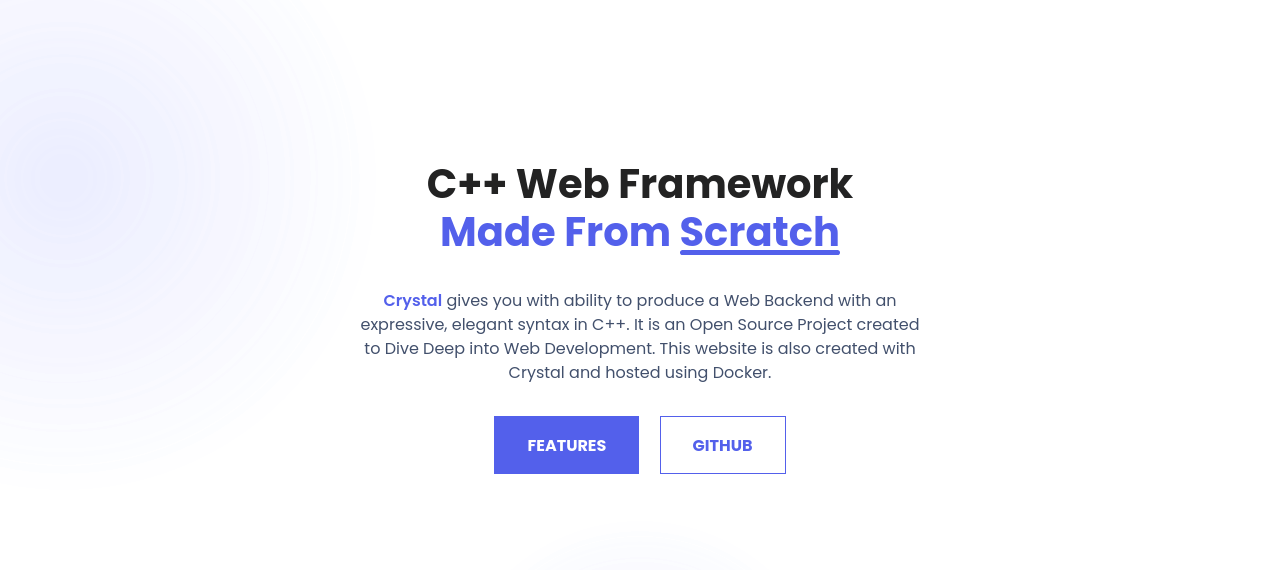 C++ Web Framework
Made From Scratch
Crystal gives you with ability to produce a Web Backend with an
expressive, elegant syntax in C++. It is an Open Source Project created
to Dive Deep into Web Development. This website is also created with
Crystal and hosted using Docker.
FEATURES
GITHUB